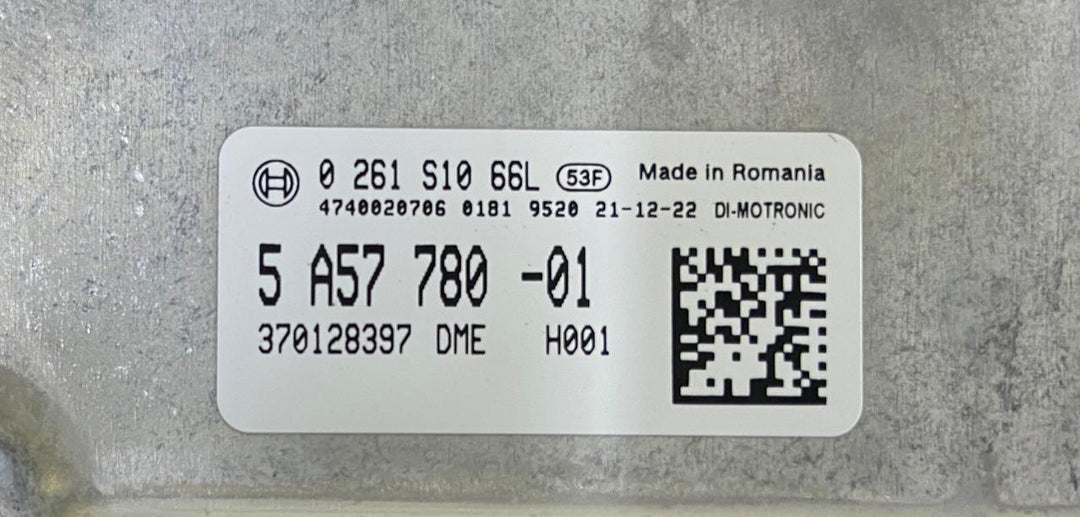 0 261 S10 66L 53F Made in Romania
4740020706 0181 9520 21-12-22 DI-MOTRONIC
5 A57 780 -01
370128397 DME H001